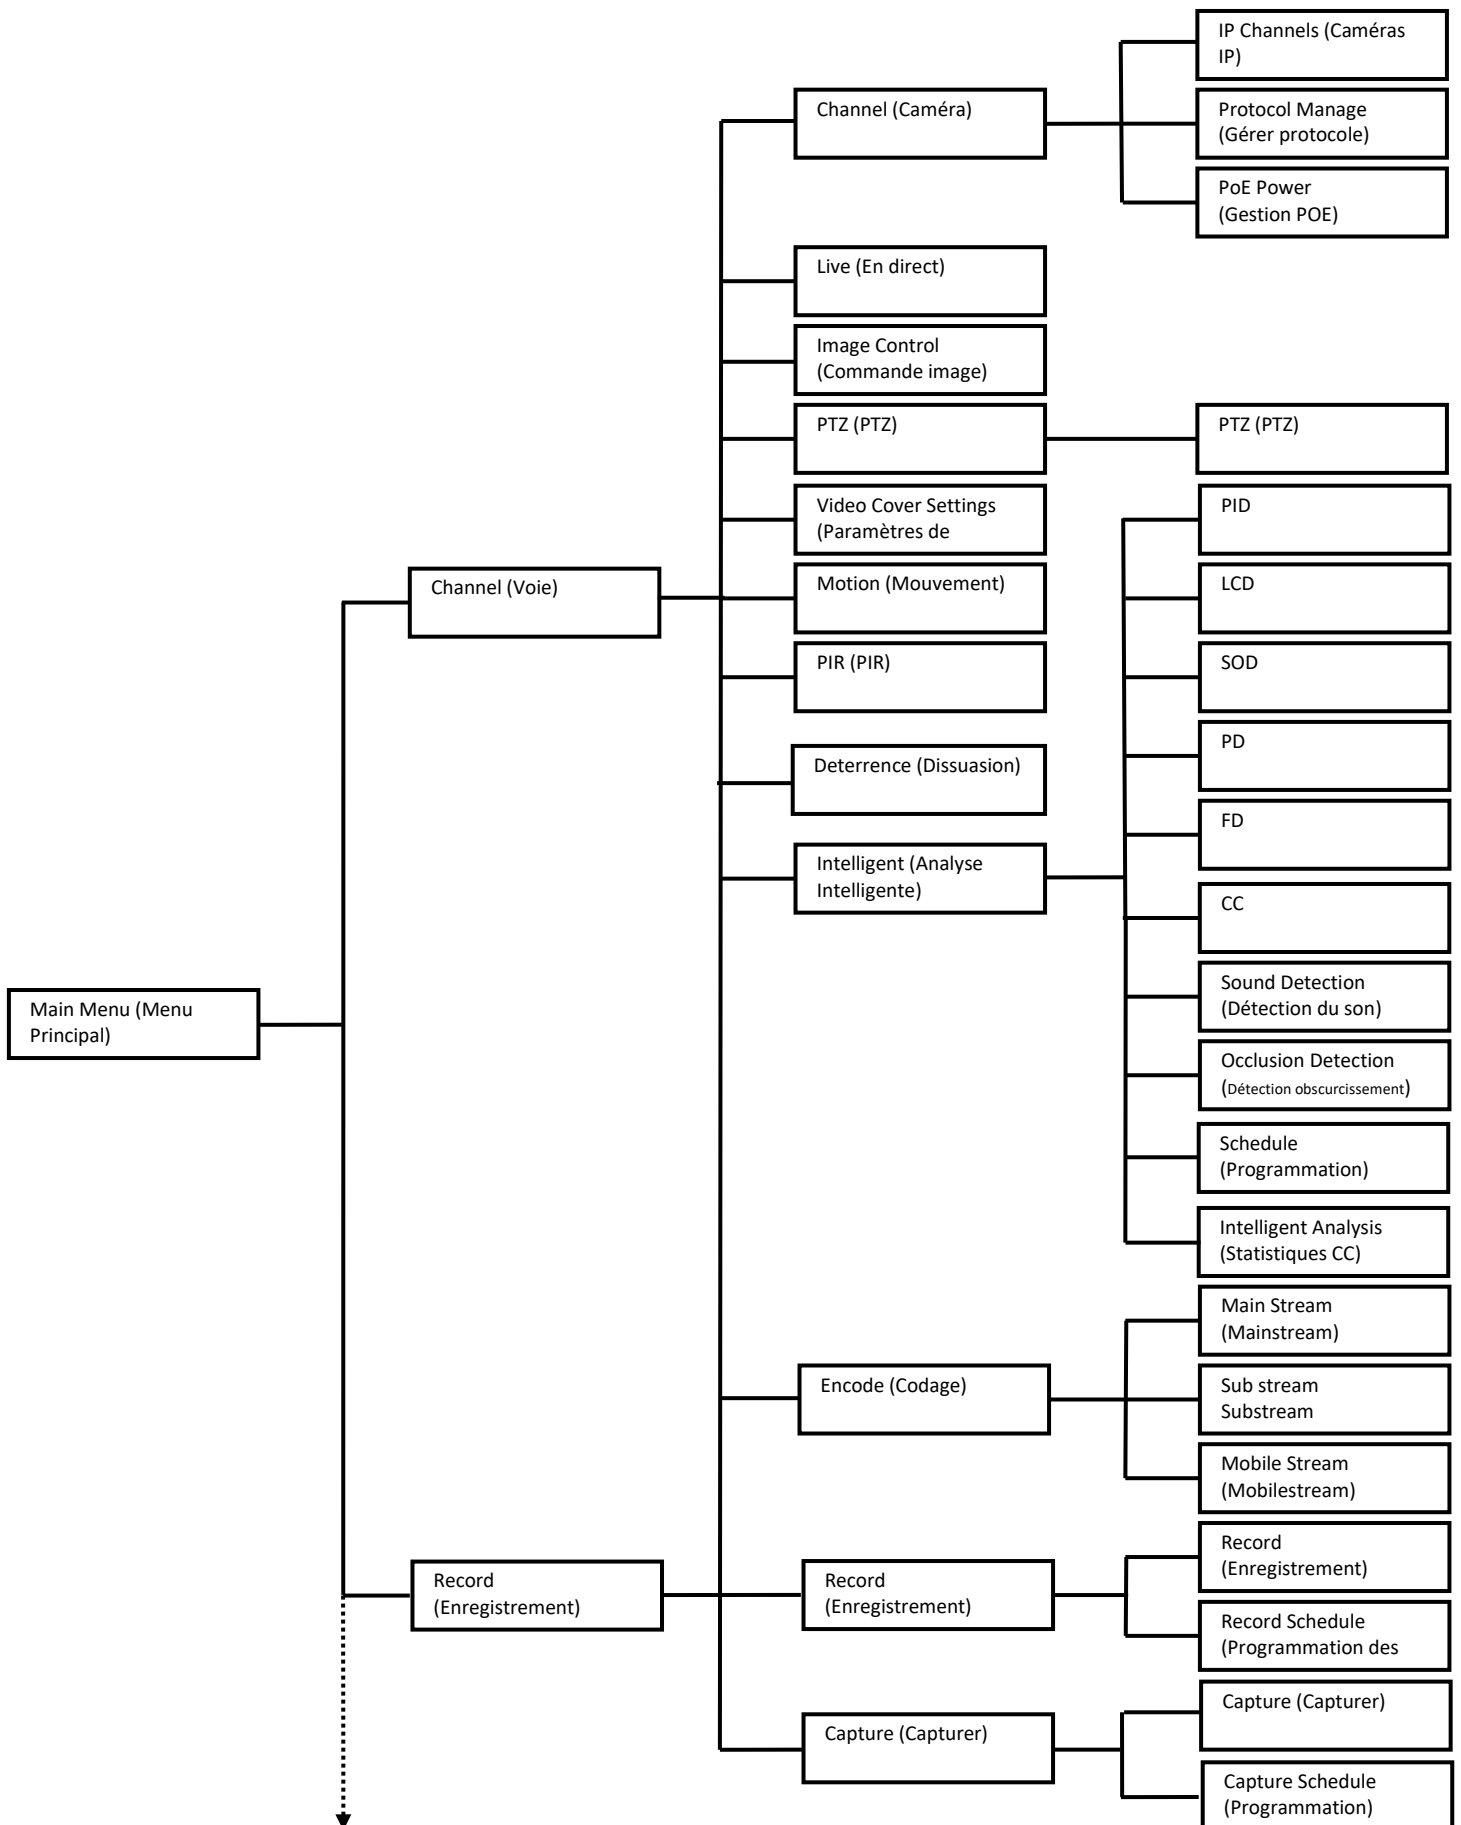 IP Channels (Caméras
IP)
Channel (Caméra)
Protocol Manage
(Gérer protocole)
PoE Power
(Gestion POE)
Live (En direct)
Image Control
(Commande image)
PTZ (PTZ)
PTZ (PTZ)
Video Cover Settings
(Paramètres de
PID
Channel (Voie)
Motion (Mouvement)
LCD
PIR (PIR)
SOD
Deterrence (Dissuasion)
PD
FD
Intelligent (Analyse
Intelligente)
CC
Main Menu (Menu
Principal)
Sound Detection
(Détection du son)
Occlusion Detection
(Détection obscurcissement)
Schedule
(Programmation)
Intelligent Analysis
(Statistiques CC)
Main Stream
(Mainstream)
Encode (Codage)
Sub stream
Substream
Mobile Stream
(Mobilestream)
Record
(Enregistrement)
Record
(Enregistrement)
Record
(Enregistrement)
Record Schedule
(Programmation des
Capture (Capturer)
Capture (Capturer)
Capture Schedule
(Programmation)